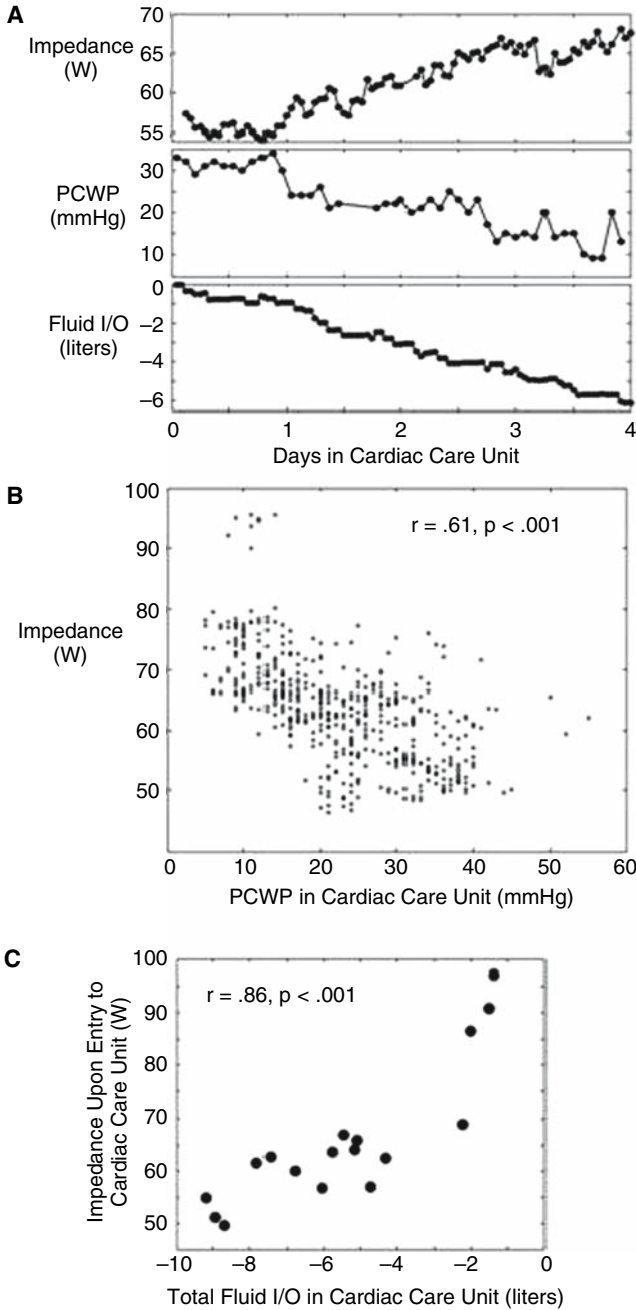 A
Impedance
(W)
70
65
60
55
PCWP
(mmHg)
30
20
10
Fluid I/O
(liters)
0
–2
–4
–6
0 1 2 3 4
Days in Cardiac Care Unit
B
r = .61, p < .001
Impedance
(W)
100
90
80
70
60
50
0 10 20 30 40 50 60
PCWP in Cardiac Care Unit (mmHg)
C
r = .86, p < .001
Impedance Upon Entry to
Cardiac Care Unit (W)
100
90
80
70
60
50
–10 –8 –6 –4 –2 0
Total Fluid I/O in Cardiac Care Unit (liters)